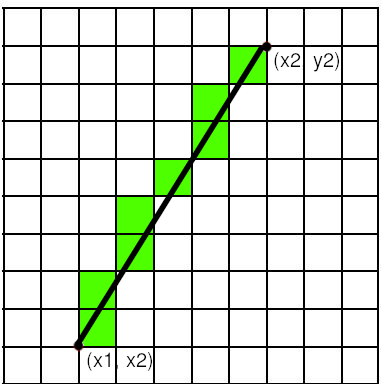 (x2 y2)
(x1, x2)